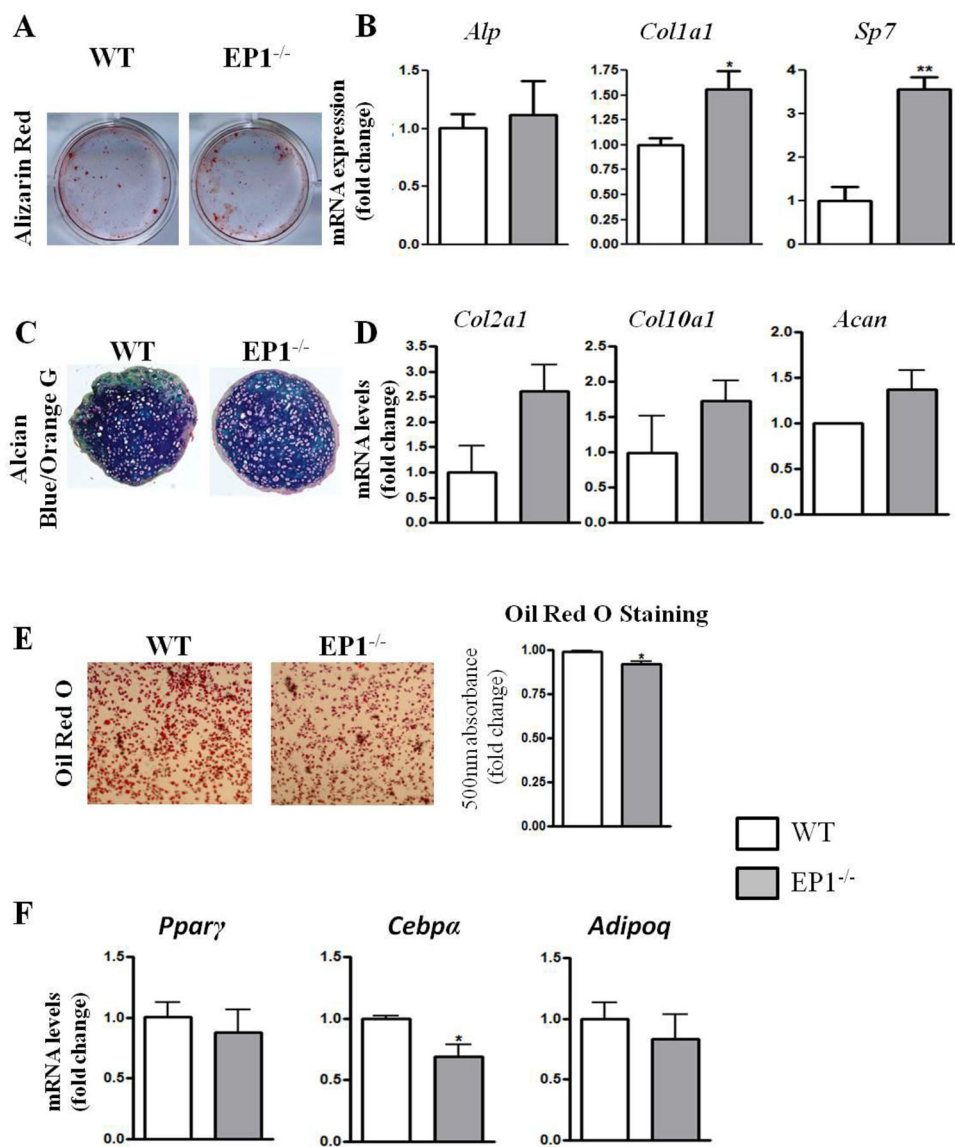 A
WT EP1-/-
Alizarin Red
B
Alp Col1a1 Sp7
mRNA expression
(fold change)
1.5
1.0
0.5
0.0
*
1.75
1.50
1.25
1.00
0.75
0.50
0.25
0.00
**
4
3
2
1
0
C
WT EP1-/-
Alcian
Blue/Orange G
D
Col2a1 Col10a1 Acan
mRNA levels
(fold change)
3.5
3.0
2.5
2.0
1.5
1.0
0.5
0.0
2.5
2.0
1.5
1.0
0.5
0.0
2.0
1.5
1.0
0.5
0.0
E
WT EP1-/-
Oil Red O
Oil Red O Staining
500nmabsorbance
(fold change)
*
1.00
0.75
0.50
0.25
0.00
WT
EP1-/-
F
Pparγ Cebpα Adipoq
mRNA levels
(fold change)
1.5
1.0
0.5
0.0
*
1.5
1.0
0.5
0.0
1.5
1.0
0.5
0.0